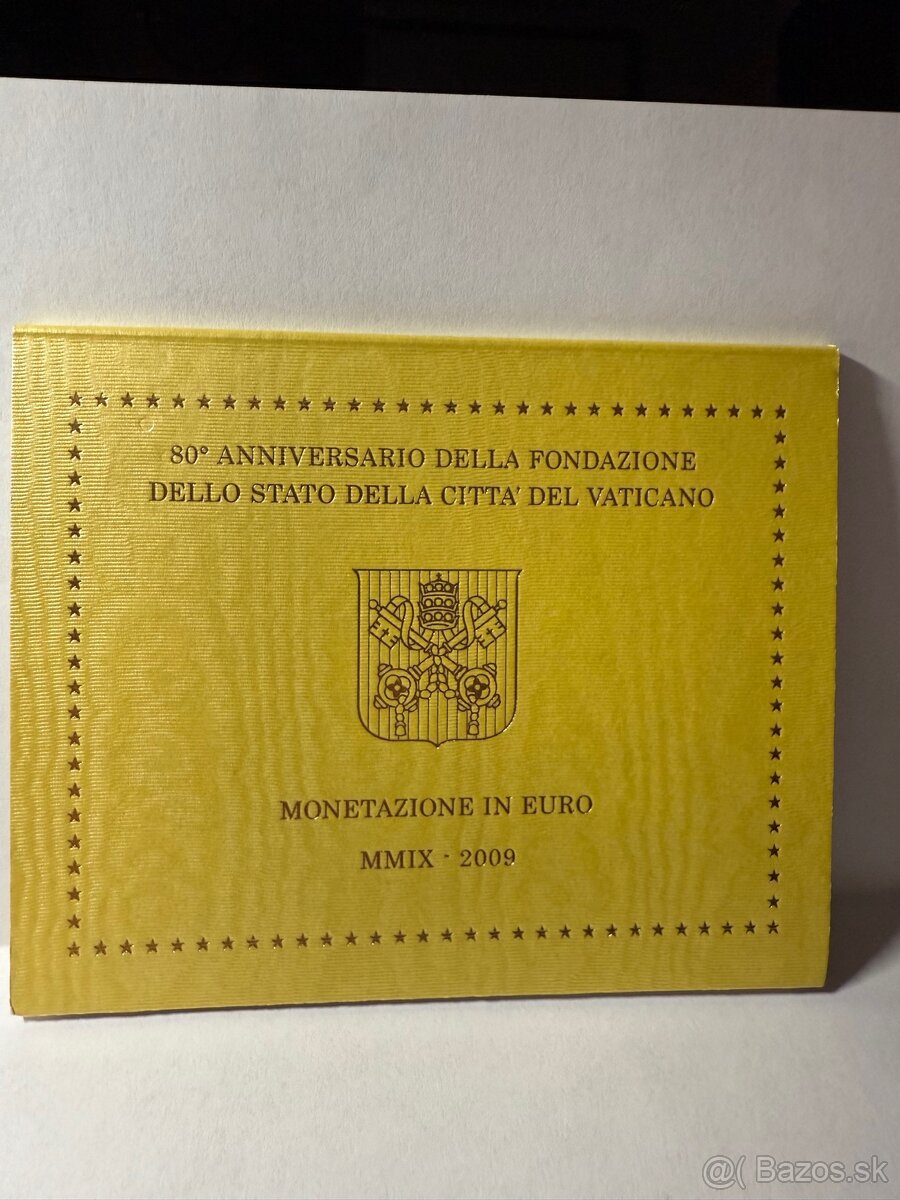 80° ANNIVERSARIO DELLA FONDAZIONE
DELLO STATO DELLA CITTA' DEL VATICANO
MONETAZIONE IN EURO
MMIX - 2009
@( Bazos.sk